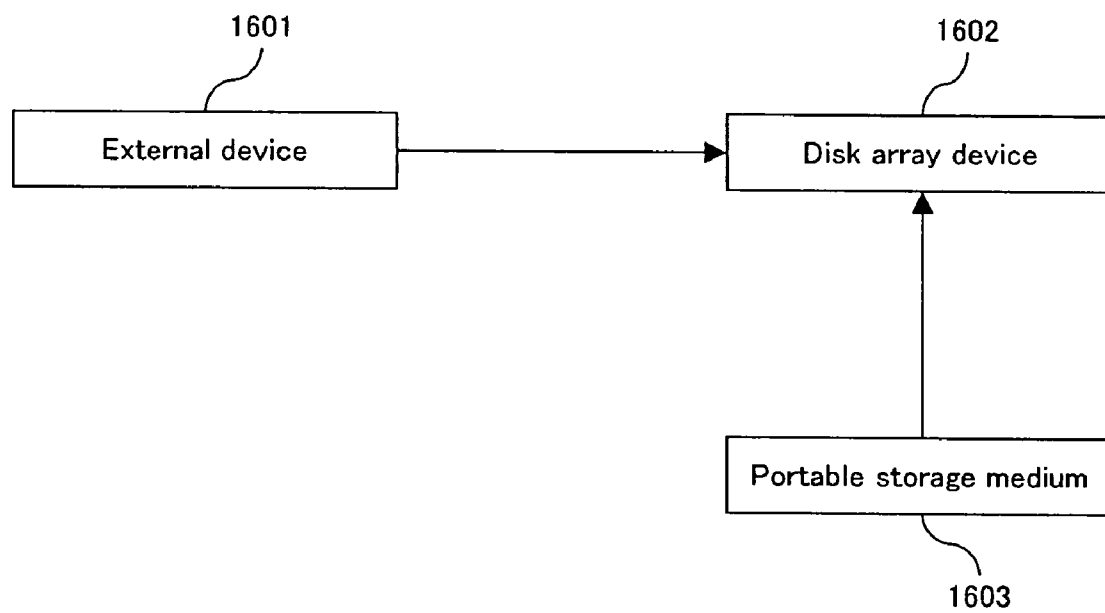 1601
1602
External device
Disk array device
Portable storage medium
1603